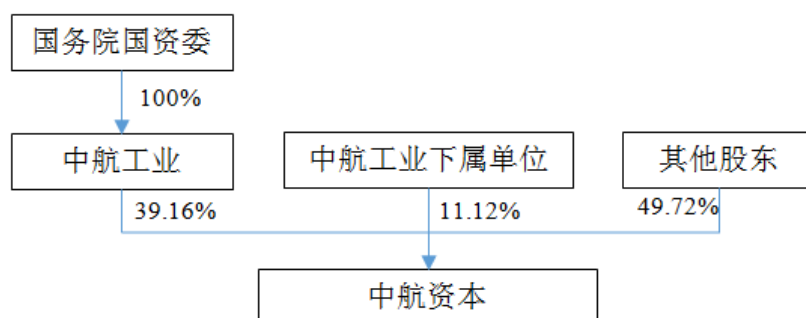 国务院国资委
100%
中航工业
中航工业下属单位
其他股东
39.16%
11.12%
49.72%
中航资本